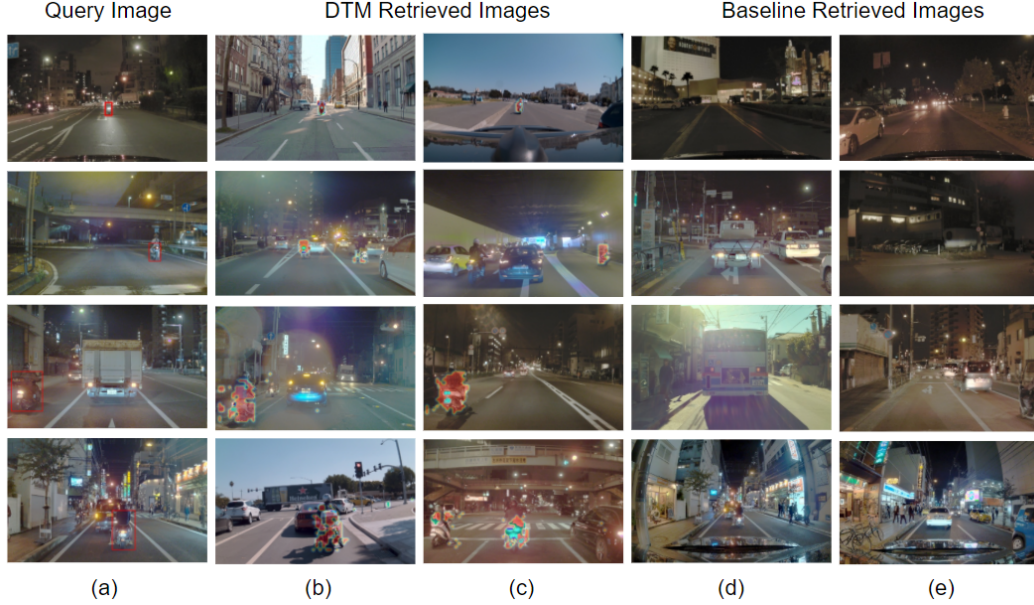 Query Image
DTM Retrieved Images
Baseline Retrieved Images
(a)
(b)
(c)
(d)
(e)